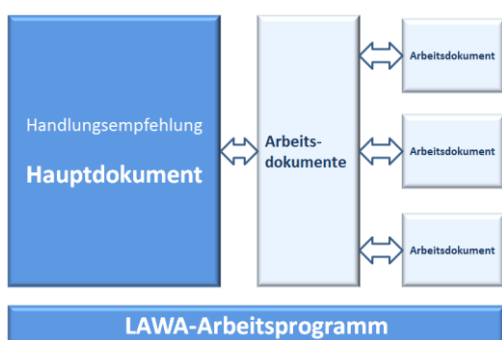 Handlungsempfehlung
Hauptdokument
Arbeits-
dokumente
Arbeitsdokument
Arbeitsdokument
Arbeitsdokument
LAWA-Arbeitsprogramm